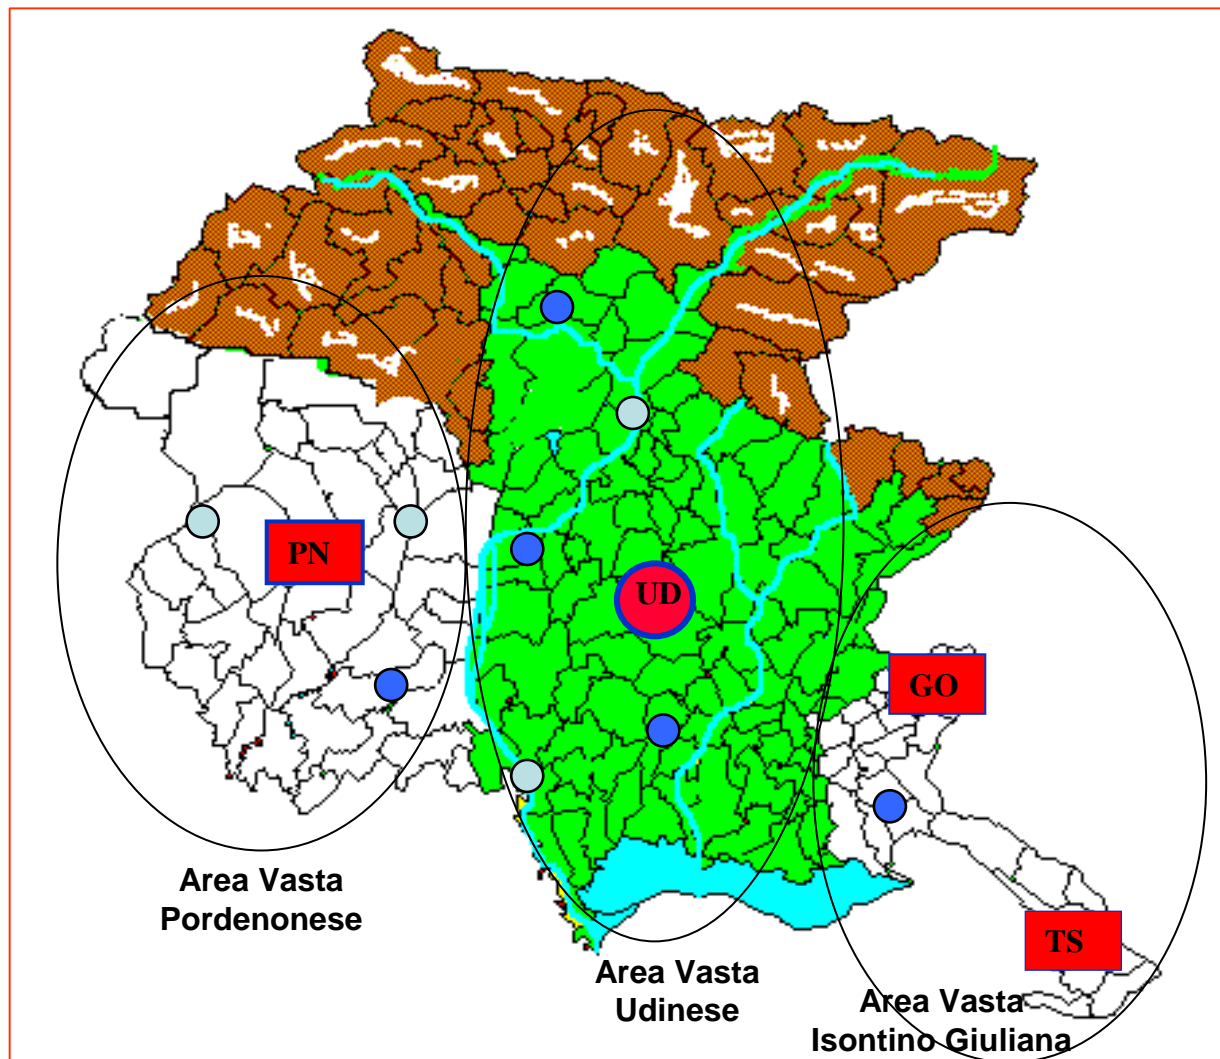 PN
UD
GO
TS
Area Vasta
Pordenonese
Area Vasta
Udinese
Area Vasta
Isontino Giuliana